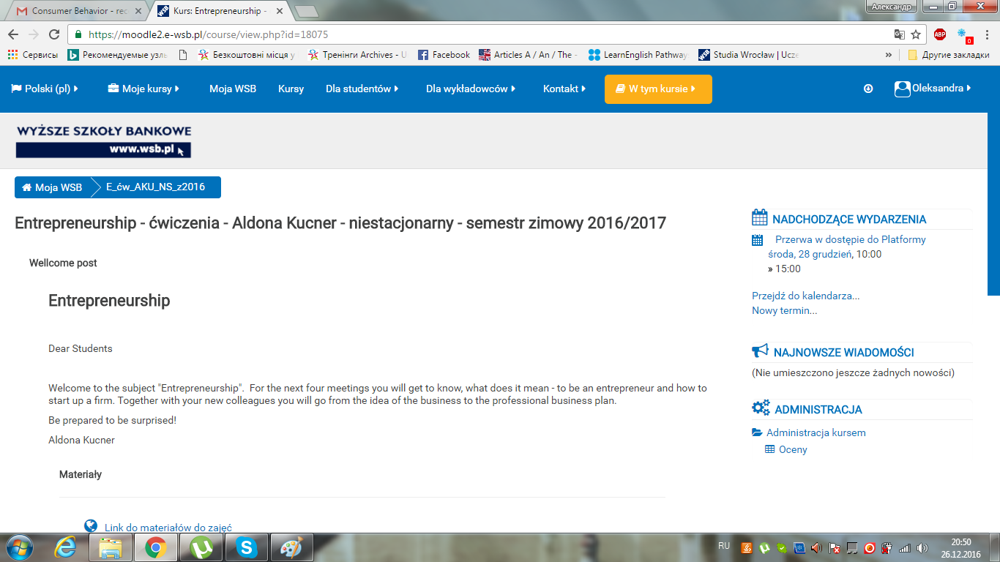 Consumer Behavior - rec
Kurs: Entrepreneurship -
Александр
https://moodle2.e-wsb.pl/course/view.php?id=18075
ABP
0
Сервисы
Рекомендуемые узл
Безкоштовні місця у
Тренінги Archives - U
Facebook
Articles A / An / The -
LearnEnglish Pathway
WSB
Studia Wrocław | Ucze
»
Другие закладки
Polski (pl)
Moje kursy
Moja WSB
Kursy
Dla studentów
Dla wykładowców
Kontakt
W tym kursie
Oleksandra
WYŻSZE SZKOŁY BANKOWE
www.wsb.pl
Moja WSB
E_ćw_AKU_NS_z2016
Entrepreneurship - ćwiczenia - Aldona Kucner - niestacjonarny - semestr zimowy 2016/2017
Wellcome post
Entrepreneurship
Dear Students
Welcome to the subject "Entrepreneurship". For the next four meetings you will get to know, what does it mean - to be an entrepreneur and how to
start up a firm. Together with your new colleagues you will go from the idea of the business to the professional business plan.
Be prepared to be surprised!
Aldona Kucner
Materiały
Link do materiałów do zajęć
NADCHODZĄCE WYDARZENIA
Przerwa w dostępie do Platformy
środa, 28 grudzień, 10:00
» 15:00
Przejdź do kalendarza...
Nowy termin...
NAJNOWSZE WIADOMOŚCI
(Nie umieszczono jeszcze żadnych nowości)
ADMINISTRACJA
Administracja kursem
Oceny
RU
20:50
26.12.2016